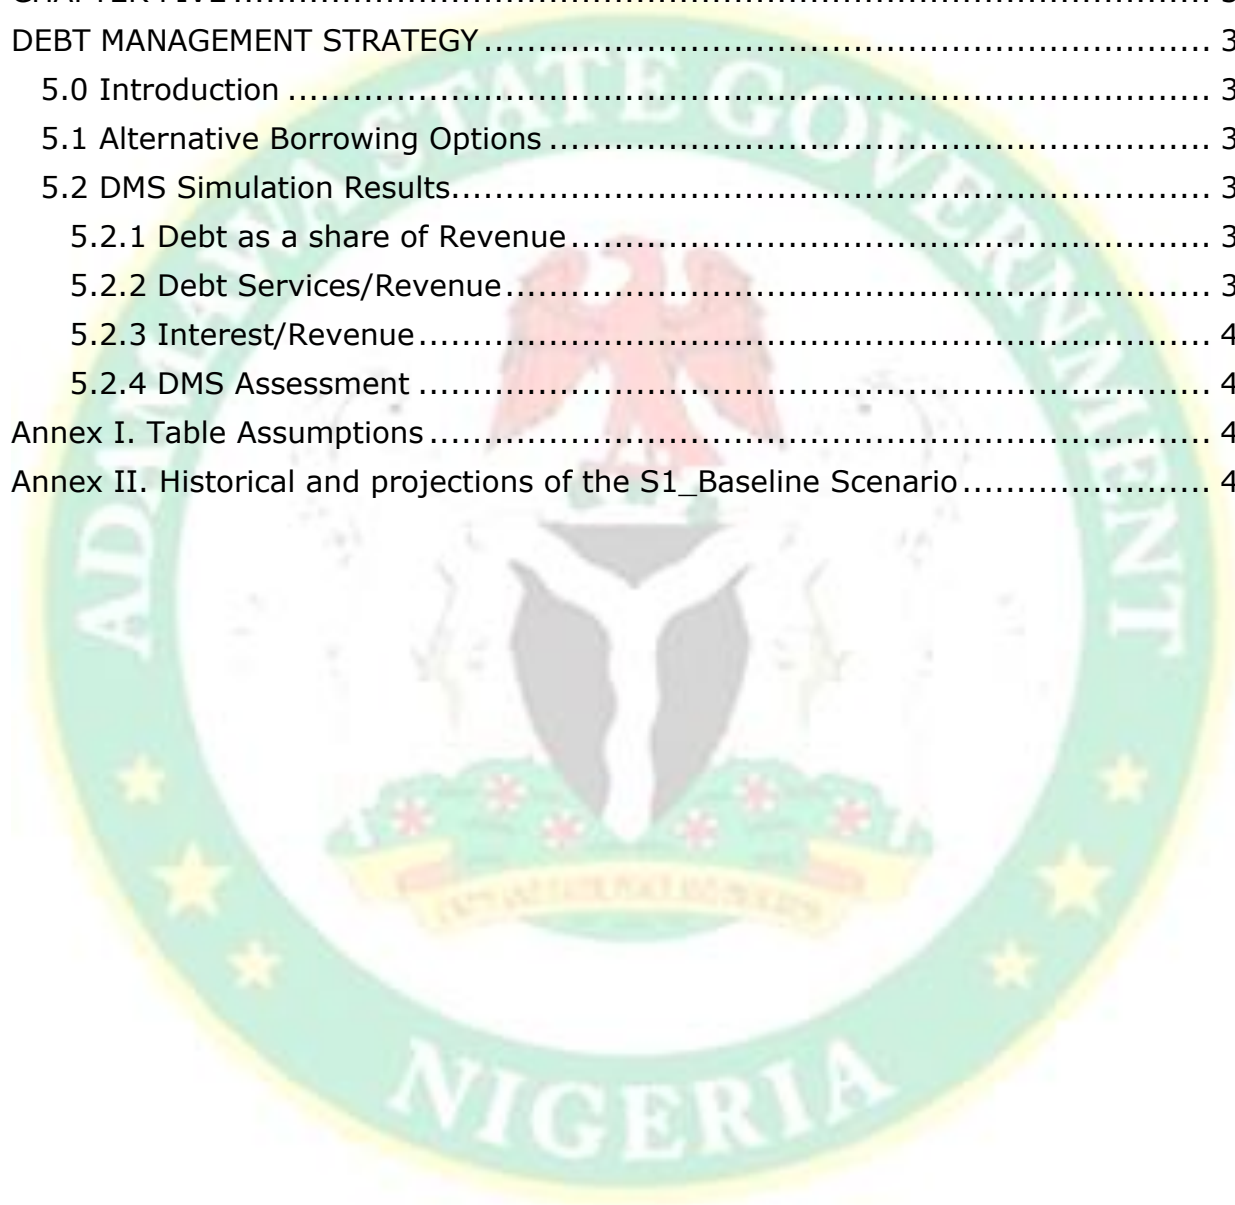 DEBT MANAGEMENT STRATEGY ........ 3
5.0 Introduction ........ 3
5.1 Alternative Borrowing Options ........ 3
5.2 DMS Simulation Results ........ 3
5.2.1 Debt as a share of Revenue ........ 3
5.2.2 Debt Services/Revenue ........ 3
5.2.3 Interest/Revenue ........ 4
5.2.4 DMS Assessment ........ 4
Annex I. Table Assumptions ........ 4
Annex II. Historical and projections of the S1_Baseline Scenario ........ 4
ADAMAWA STATE GOVERNMENT
NIGERIA